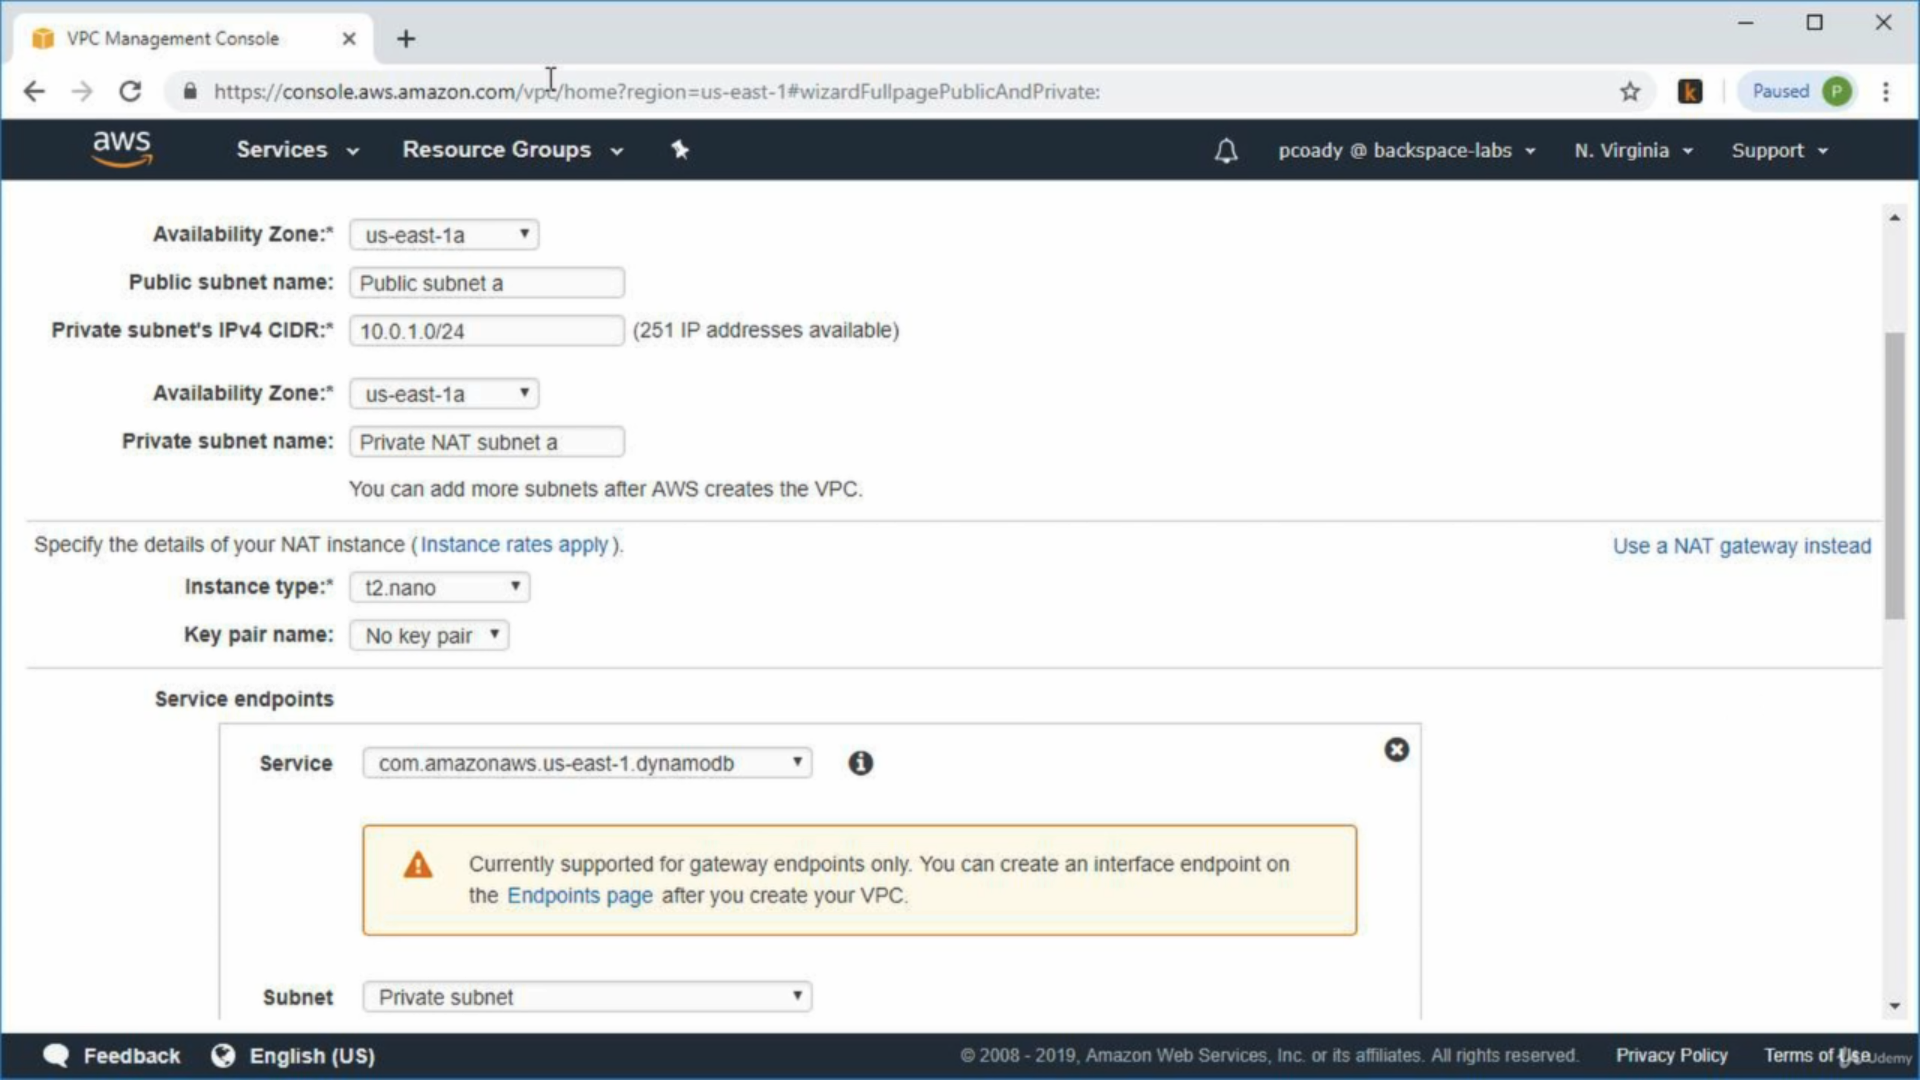 VPC Management Console
https://console.aws.amazon.com/vpc/home?region=us-east-1#wizardFullpagePublicAndPrivate:
Paused P
aws Services Resource Groups pcoady @ backspace-labs N. Virginia Support
Availability Zone:* us-east-1a
Public subnet name: Public subnet a
Private subnet's IPv4 CIDR:* 10.0.1.0/24 (251 IP addresses available)
Availability Zone:* us-east-1a
Private subnet name: Private NAT subnet a
You can add more subnets after AWS creates the VPC.
Specify the details of your NAT instance (Instance rates apply). Use a NAT gateway instead
Instance type:* t2.nano
Key pair name: No key pair
Service endpoints
Service com.amazonaws.us-east-1.dynamodb
Currently supported for gateway endpoints only. You can create an interface endpoint on
the Endpoints page after you create your VPC.
Subnet Private subnet
Feedback English (US) © 2008 - 2019, Amazon Web Services, Inc. or its affiliates. All rights reserved. Privacy Policy Terms of Use
Udemy